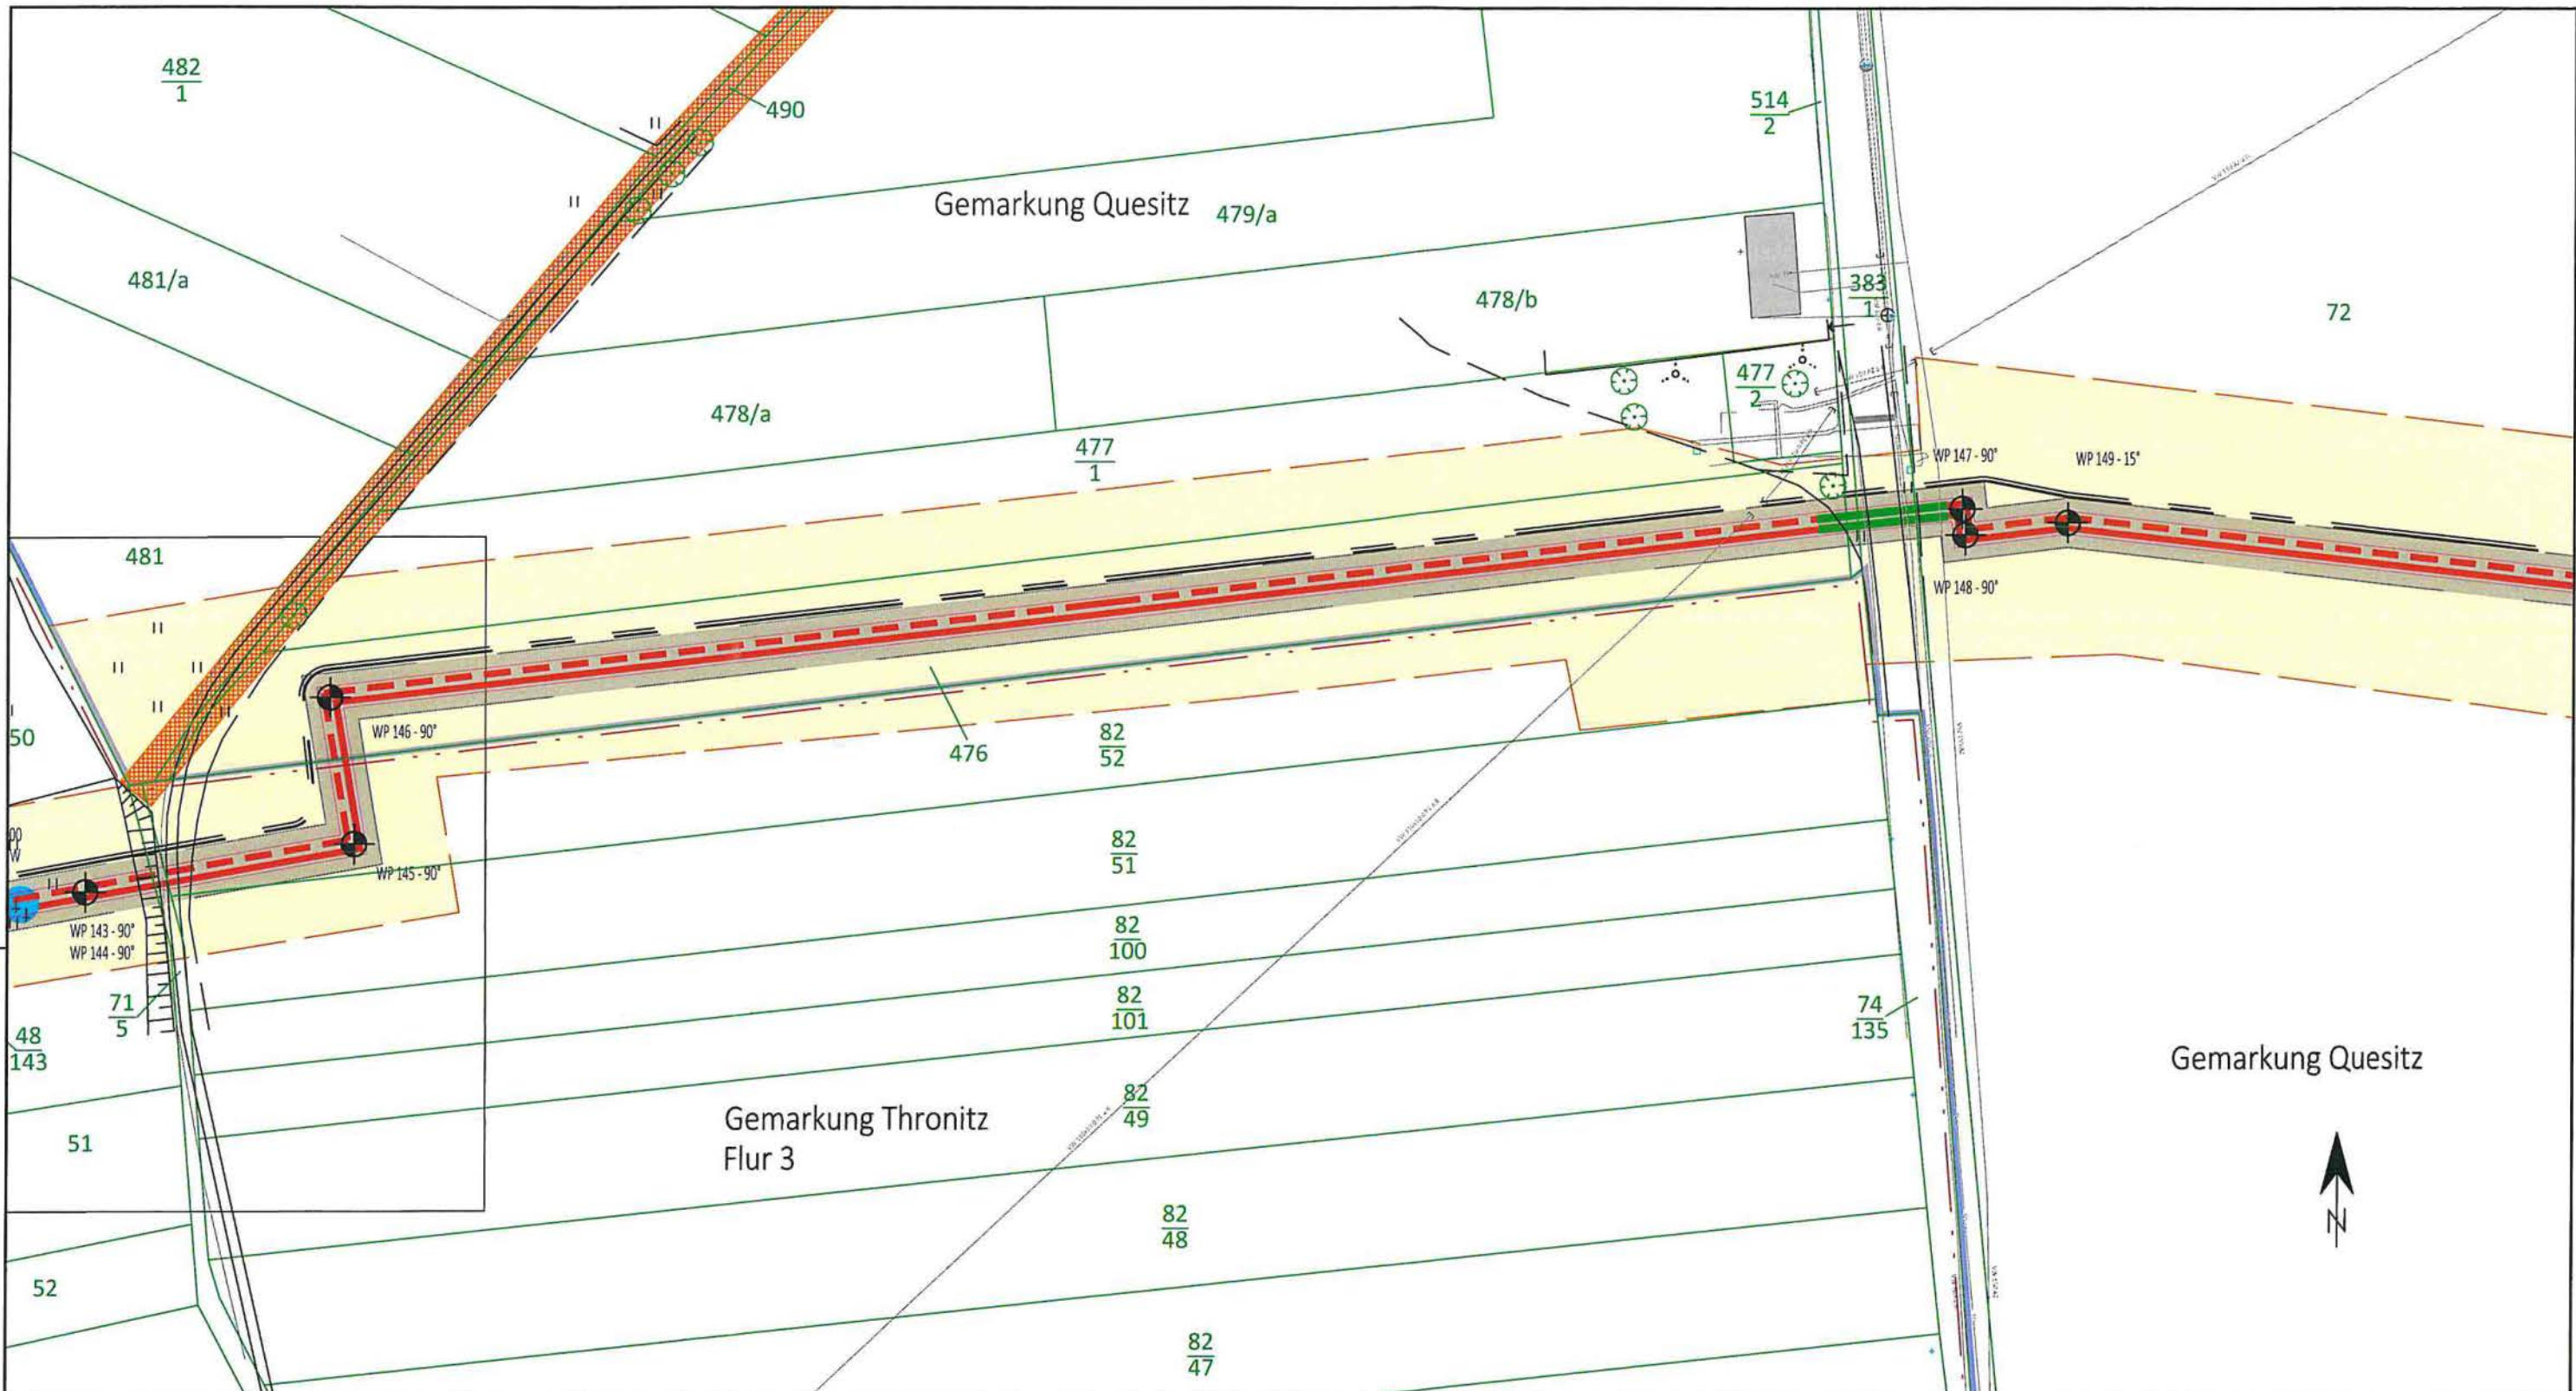 482
1
490
514
2
Gemarkung Quesitz
479/a
481/a
478/b
383
1
72
478/a
477
2
477
1
WP 147 - 90°
WP 149 - 15°
481
WP 148 - 90°
50
WP 146 - 90°
476
82
52
82
51
WP 145 - 90°
WP 143 - 90°
WP 144 - 90°
82
100
71
5
82
101
74
135
48
143
Gemarkung Quesitz
82
49
Gemarkung Thronitz
Flur 3
51
N
82
48
52
82
47